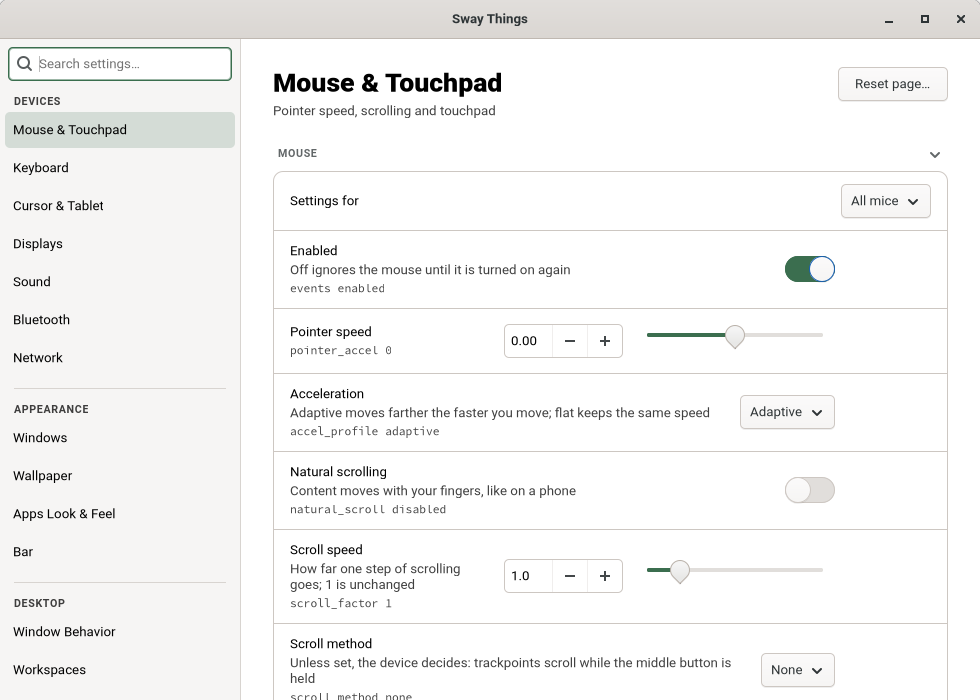 Sway Things
Search settings...
DEVICES
Mouse & Touchpad
Keyboard
Cursor & Tablet
Displays
Sound
Bluetooth
Network
APPEARANCE
Windows
Wallpaper
Apps Look & Feel
Bar
DESKTOP
Window Behavior
Workspaces
Mouse & Touchpad
Pointer speed, scrolling and touchpad
Reset page...
MOUSE
Settings for
All mice
Enabled
Off ignores the mouse until it is turned on again
events enabled
Pointer speed
pointer_accel 0
0.00
Acceleration
Adaptive moves farther the faster you move; flat keeps the same speed
accel_profile adaptive
Adaptive
Natural scrolling
Content moves with your fingers, like on a phone
natural_scroll disabled
Scroll speed
How far one step of scrolling
goes; 1 is unchanged
scroll_factor 1
1.0
Scroll method
Unless set, the device decides: trackpoints scroll while the middle button is
held
scroll_method none
None